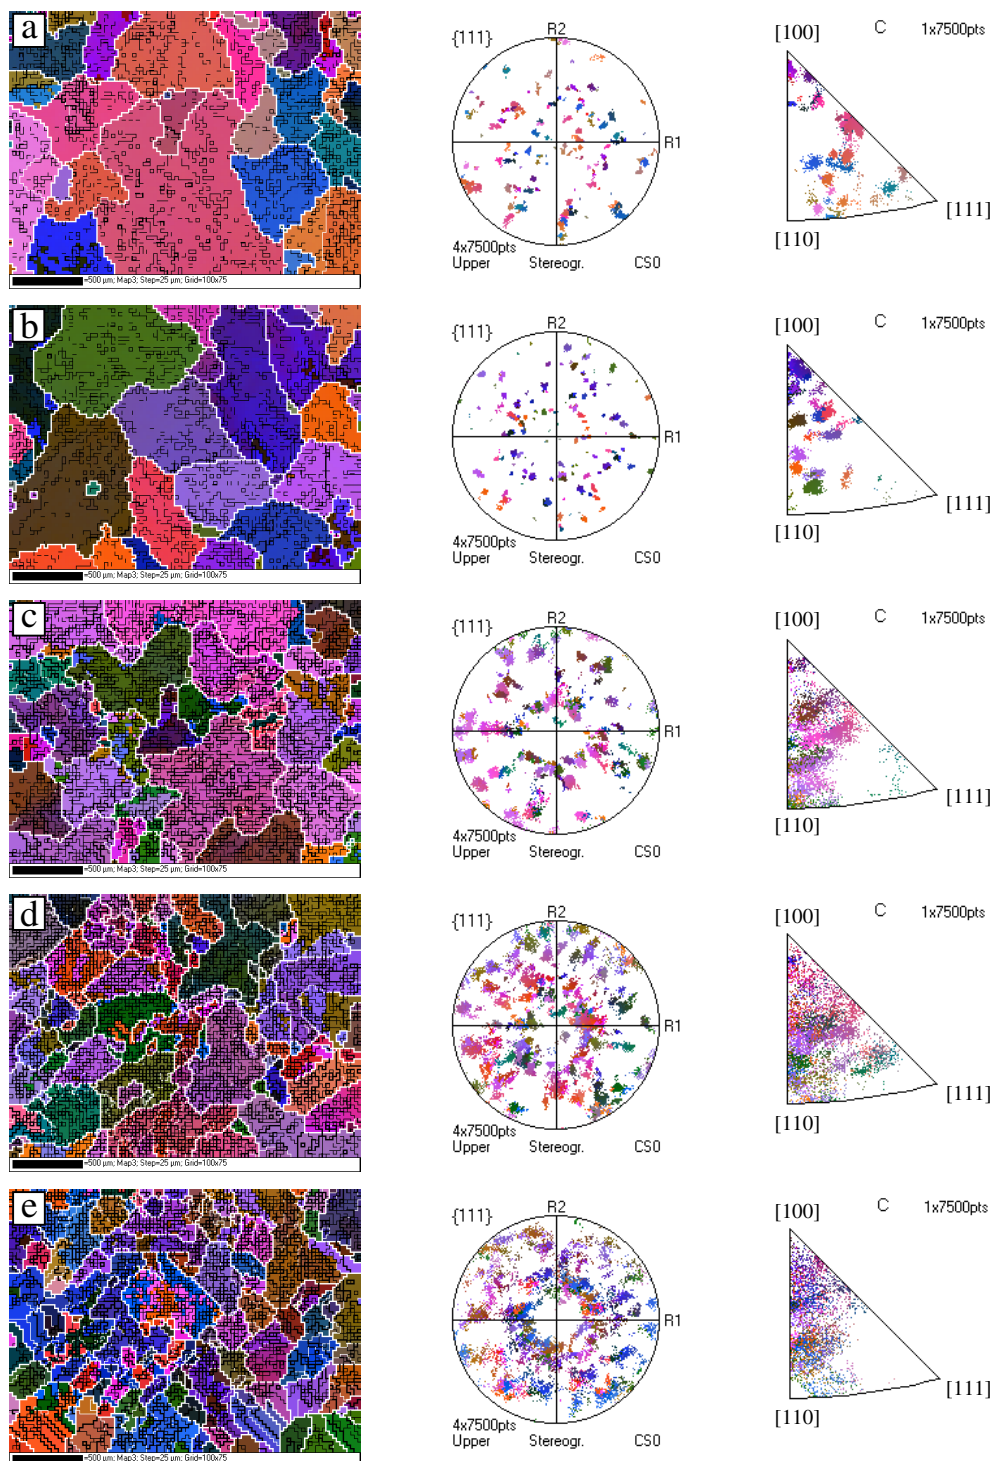 a
{111}
R2
R1
4x7500pts
Upper
Stereogr.
CS0
[100]
C
1x7500pts
[110]
[111]
=500 µm; Map3; Step=25 µm; Grid=100x75
b
{111}
R2
R1
4x7500pts
Upper
Stereogr.
CS0
[100]
C
1x7500pts
[110]
[111]
=500 µm; Map3; Step=25 µm; Grid=100x75
c
{111}
R2
R1
4x7500pts
Upper
Stereogr.
CS0
[100]
C
1x7500pts
[110]
[111]
=500 µm; Map3; Step=25 µm; Grid=100x75
d
{111}
R2
R1
4x7500pts
Upper
Stereogr.
CS0
[100]
C
1x7500pts
[110]
[111]
=500 µm; Map3; Step=25 µm; Grid=100x75
e
{111}
R2
R1
4x7500pts
Upper
Stereogr.
CS0
[100]
C
1x7500pts
[110]
[111]
=500 µm; Map3; Step=25 µm; Grid=100x75